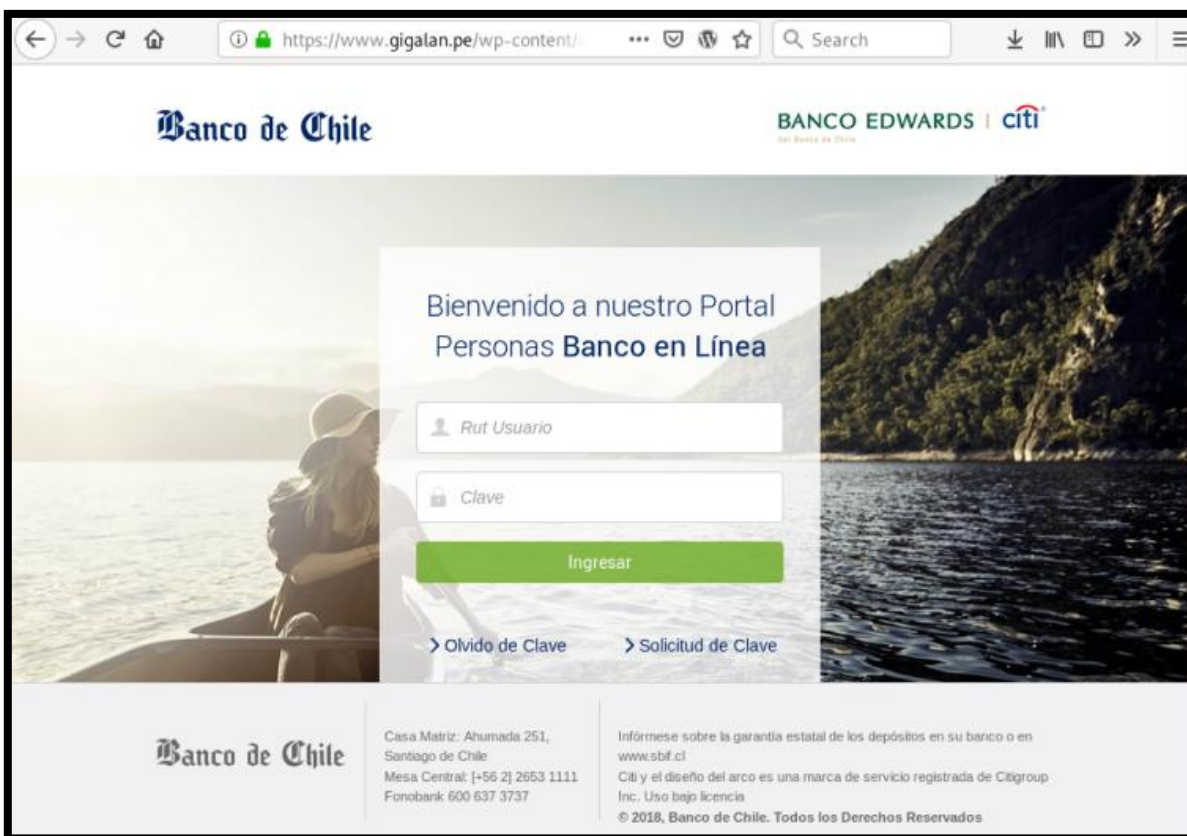 https://www.gigalan.pe/wp-content/
Search
Banco de Chile
BANCO EDWARDS | citi
del Banco de Chile
Bienvenido a nuestro Portal
Personas Banco en Línea
Rut Usuario
Clave
Ingresar
Olvido de Clave
Solicitud de Clave
Banco de Chile
Casa Matriz: Ahumada 251,
Santiago de Chile
Mesa Central: [+56 2] 2653 1111
Fonobank 600 637 3737
Infórmese sobre la garantía estatal de los depósitos en su banco o en
www.sbif.cl
Citi y el diseño del arco es una marca de servicio registrada de Citigroup
Inc. Uso bajo licencia
© 2018, Banco de Chile. Todos los Derechos Reservados